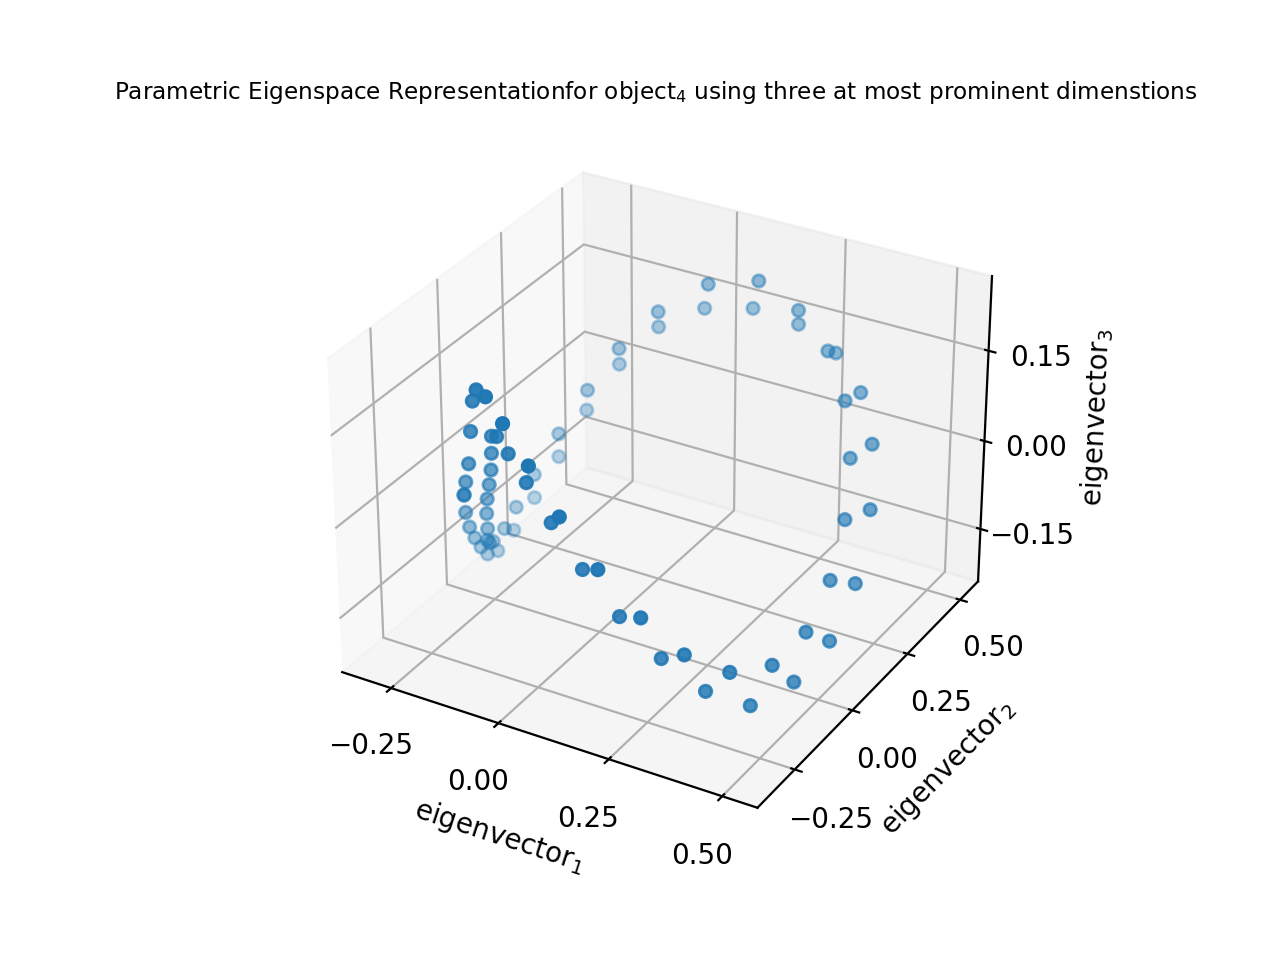 Parametric Eigenspace Representationfor object₄ using three at most prominent dimenstions
0.15
0.00
−0.15
eigenvector₃
0.50
0.25
0.00
−0.25
eigenvector₂
−0.25
0.00
0.25
0.50
eigenvector₁